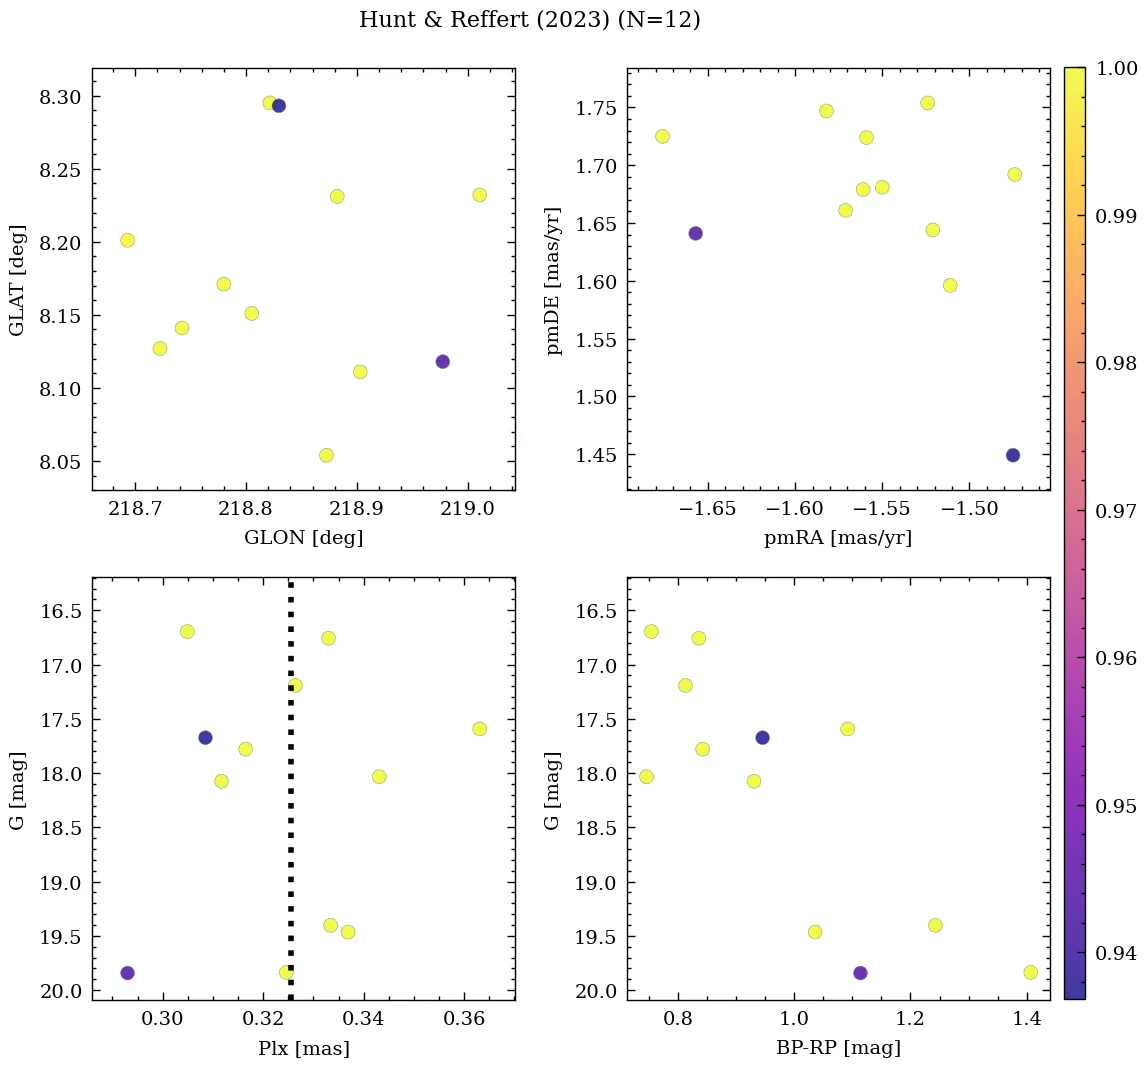 Hunt & Reffert (2023) (N=12)
8.30
8.25
8.20
8.15
8.10
8.05
GLAT [deg]
218.7 218.8 218.9 219.0
GLON [deg]
1.75
1.70
1.65
1.60
1.55
1.50
1.45
pmDE [mas/yr]
−1.65 −1.60 −1.55 −1.50
pmRA [mas/yr]
16.5
17.0
17.5
18.0
18.5
19.0
19.5
20.0
G [mag]
0.30 0.32 0.34 0.36
Plx [mas]
16.5
17.0
17.5
18.0
18.5
19.0
19.5
20.0
G [mag]
0.8 1.0 1.2 1.4
BP-RP [mag]
1.00
0.99
0.98
0.97
0.96
0.95
0.94